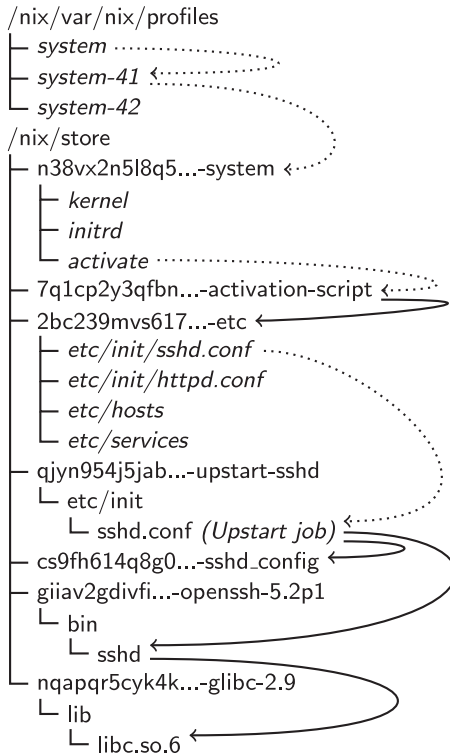 /nix/var/nix/profiles
system
system-41
system-42
/nix/store
n38vx2n5l8q5...-system
kernel
initrd
activate
7q1cp2y3qfbn...-activation-script
2bc239mvs617...-etc
etc/init/sshd.conf
etc/init/httpd.conf
etc/hosts
etc/services
qjyn954j5jab...-upstart-sshd
etc/init
sshd.conf (Upstart job)
cs9fh614q8g0...-sshd_config
giiav2gdivfi...-openssh-5.2p1
bin
sshd
nqapqr5cyk4k...-glibc-2.9
lib
libc.so.6